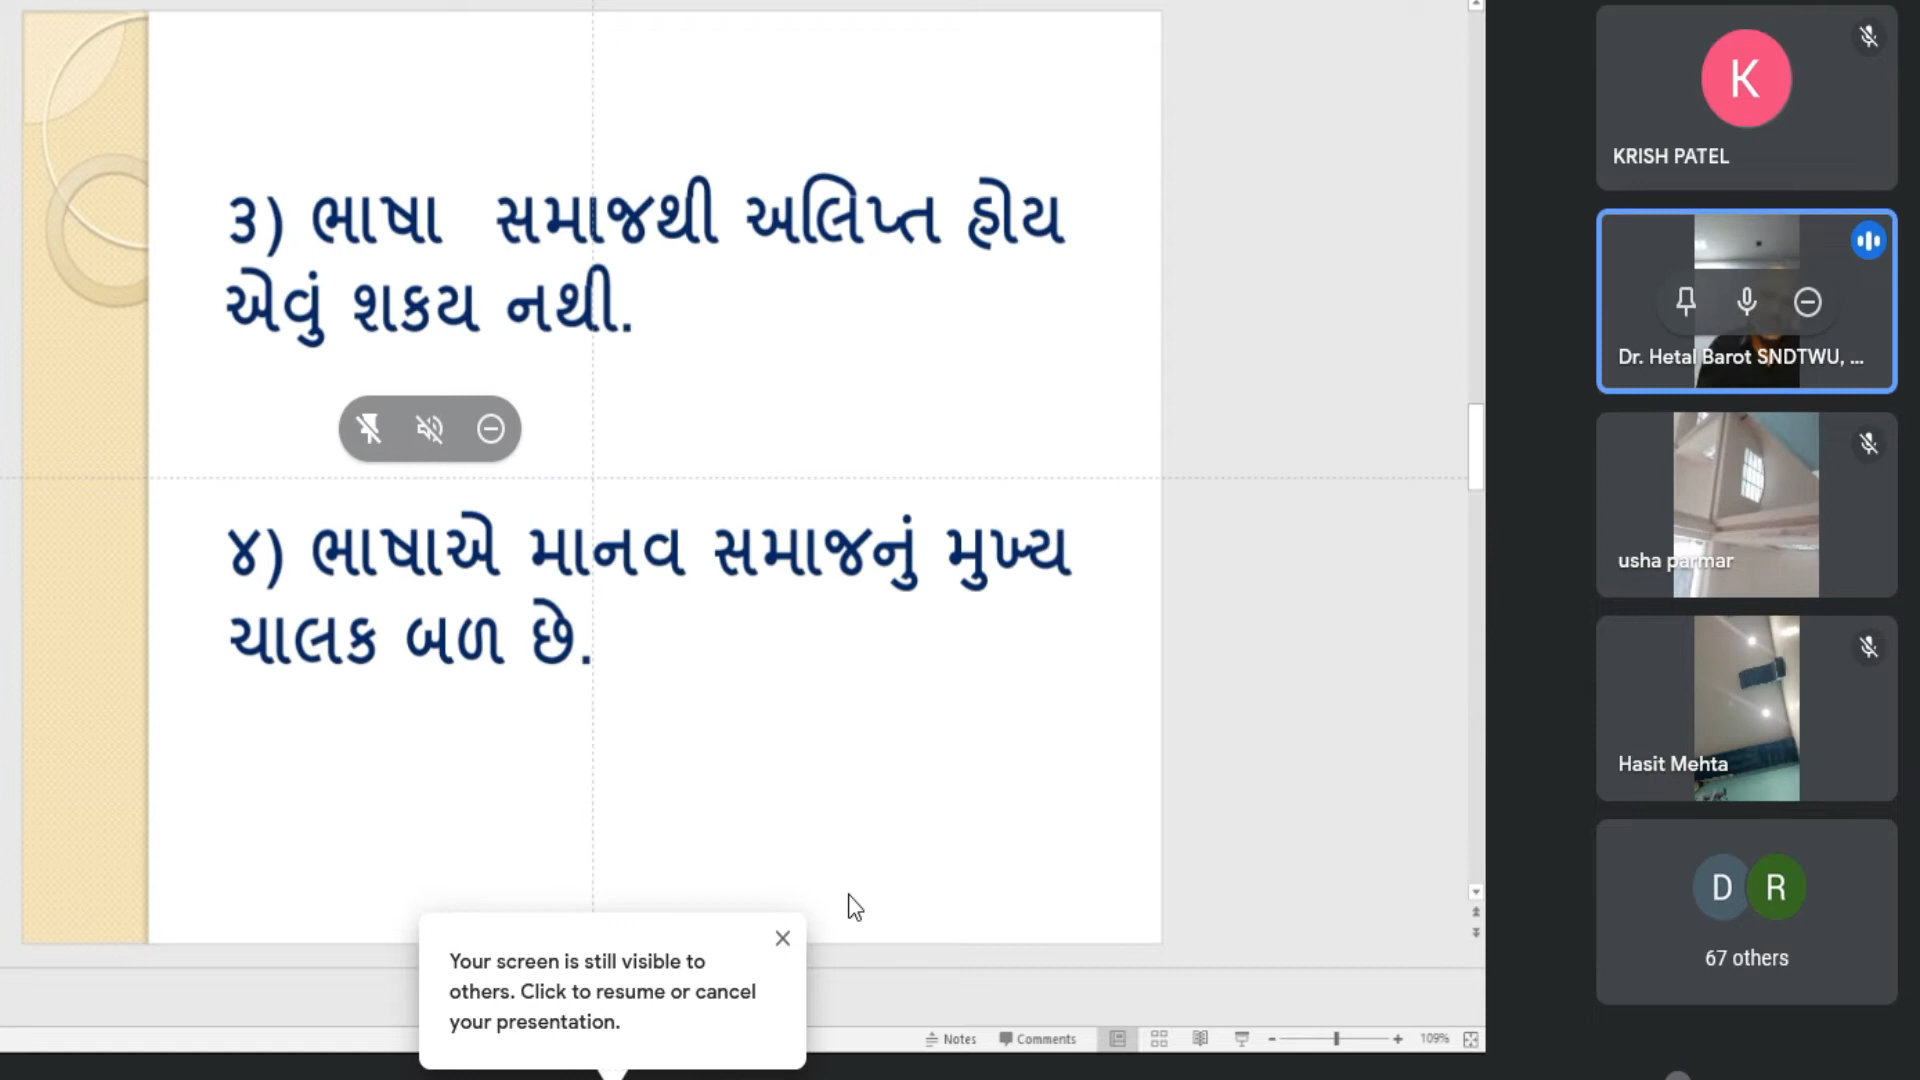 ૩) ભાષા સમાજથી અલિપ્ત હોય
એવું શકય નથી.
૪) ભાષાએ માનવ સમાજનું મુખ્ય
ચાલક બળ છે.
Your screen is still visible to
others. Click to resume or cancel
your presentation.
Notes
Comments
109%
K
KRISH PATEL
Dr. Hetal Barot SNDTWU, ...
usha parmar
Hasit Mehta
D R
67 others